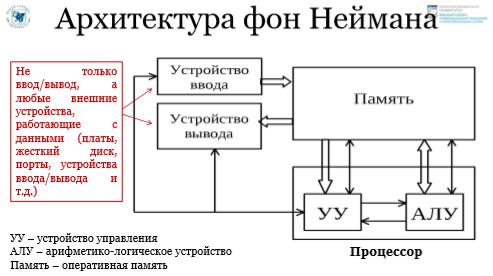 Архитектура фон Неймана
Не только
ввод/вывод, а
любые внешние
устройства,
работающие с
данными (платы,
жесткий диск,
порты, устройства
ввода/вывода и
т.д.)
Устройство
ввода
Устройство
вывода
Память
УУ
АЛУ
Процессор
УУ – устройство управления
АЛУ – арифметико-логическое устройство
Память – оперативная память